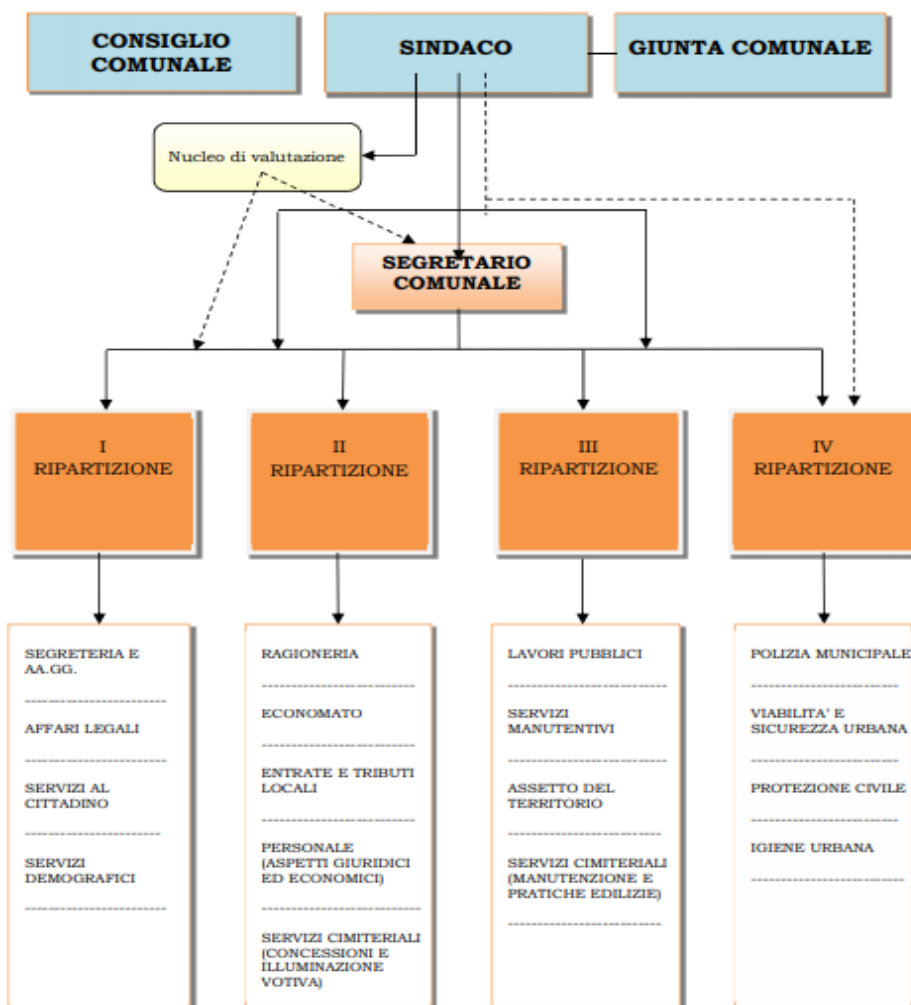 CONSIGLIO
COMUNALE
SINDACO
GIUNTA COMUNALE
Nucleo di valutazione
SEGRETARIO
COMUNALE
I
RIPARTIZIONE
II
RIPARTIZIONE
III
RIPARTIZIONE
IV
RIPARTIZIONE
SEGRETERIA E
AA.GG.
AFFARI LEGALI
SERVIZI AL
CITTADINO
SERVIZI
DEMOGRAFICI
RAGIONERIA
ECONOMATO
ENTRATE E TRIBUTI
LOCALI
PERSONALE
(ASPETTI GIURIDICI
ED ECONOMICI)
SERVIZI CIMITERIALI
(CONCESSIONI E
ILLUMINAZIONE
VOTIVA)
LAVORI PUBBLICI
SERVIZI
MANUTENTIVI
ASSETTO DEL
TERRITORIO
SERVIZI CIMITERIALI
(MANUTENZIONE E
PRATICHE EDILIZIE)
POLIZIA MUNICIPALE
VIABILITA' E
SICUREZZA URBANA
PROTEZIONE CIVILE
IGIENE URBANA